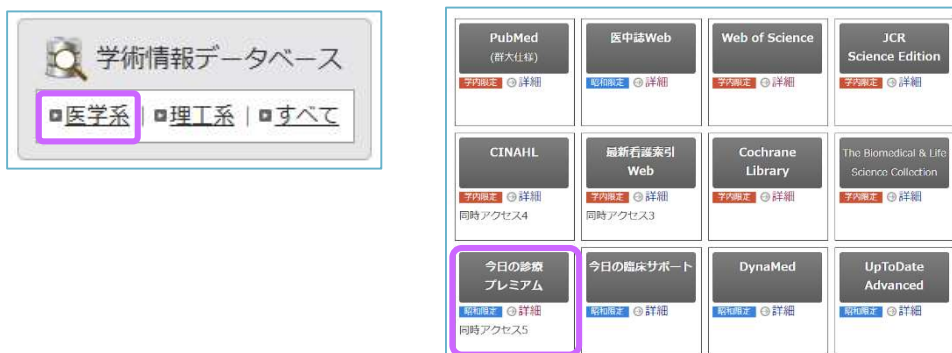 学術情報データベース
医学系 | 理工系 | すべて
PubMed
(群大仕様)
学内限定 詳細
医中誌Web
昭和限定 詳細
Web of Science
学内限定 詳細
JCR
Science Edition
学内限定 詳細
CINAHL
学内限定 詳細
同時アクセス4
最新看護索引
Web
学内限定 詳細
同時アクセス3
Cochrane
Library
学内限定 詳細
The Biomedical & Life
Science Collection
学内限定 詳細
今日の診療
プレミアム
昭和限定 詳細
同時アクセス5
今日の臨床サポート
昭和限定 詳細
DynaMed
昭和限定 詳細
UpToDate
Advanced
昭和限定 詳細